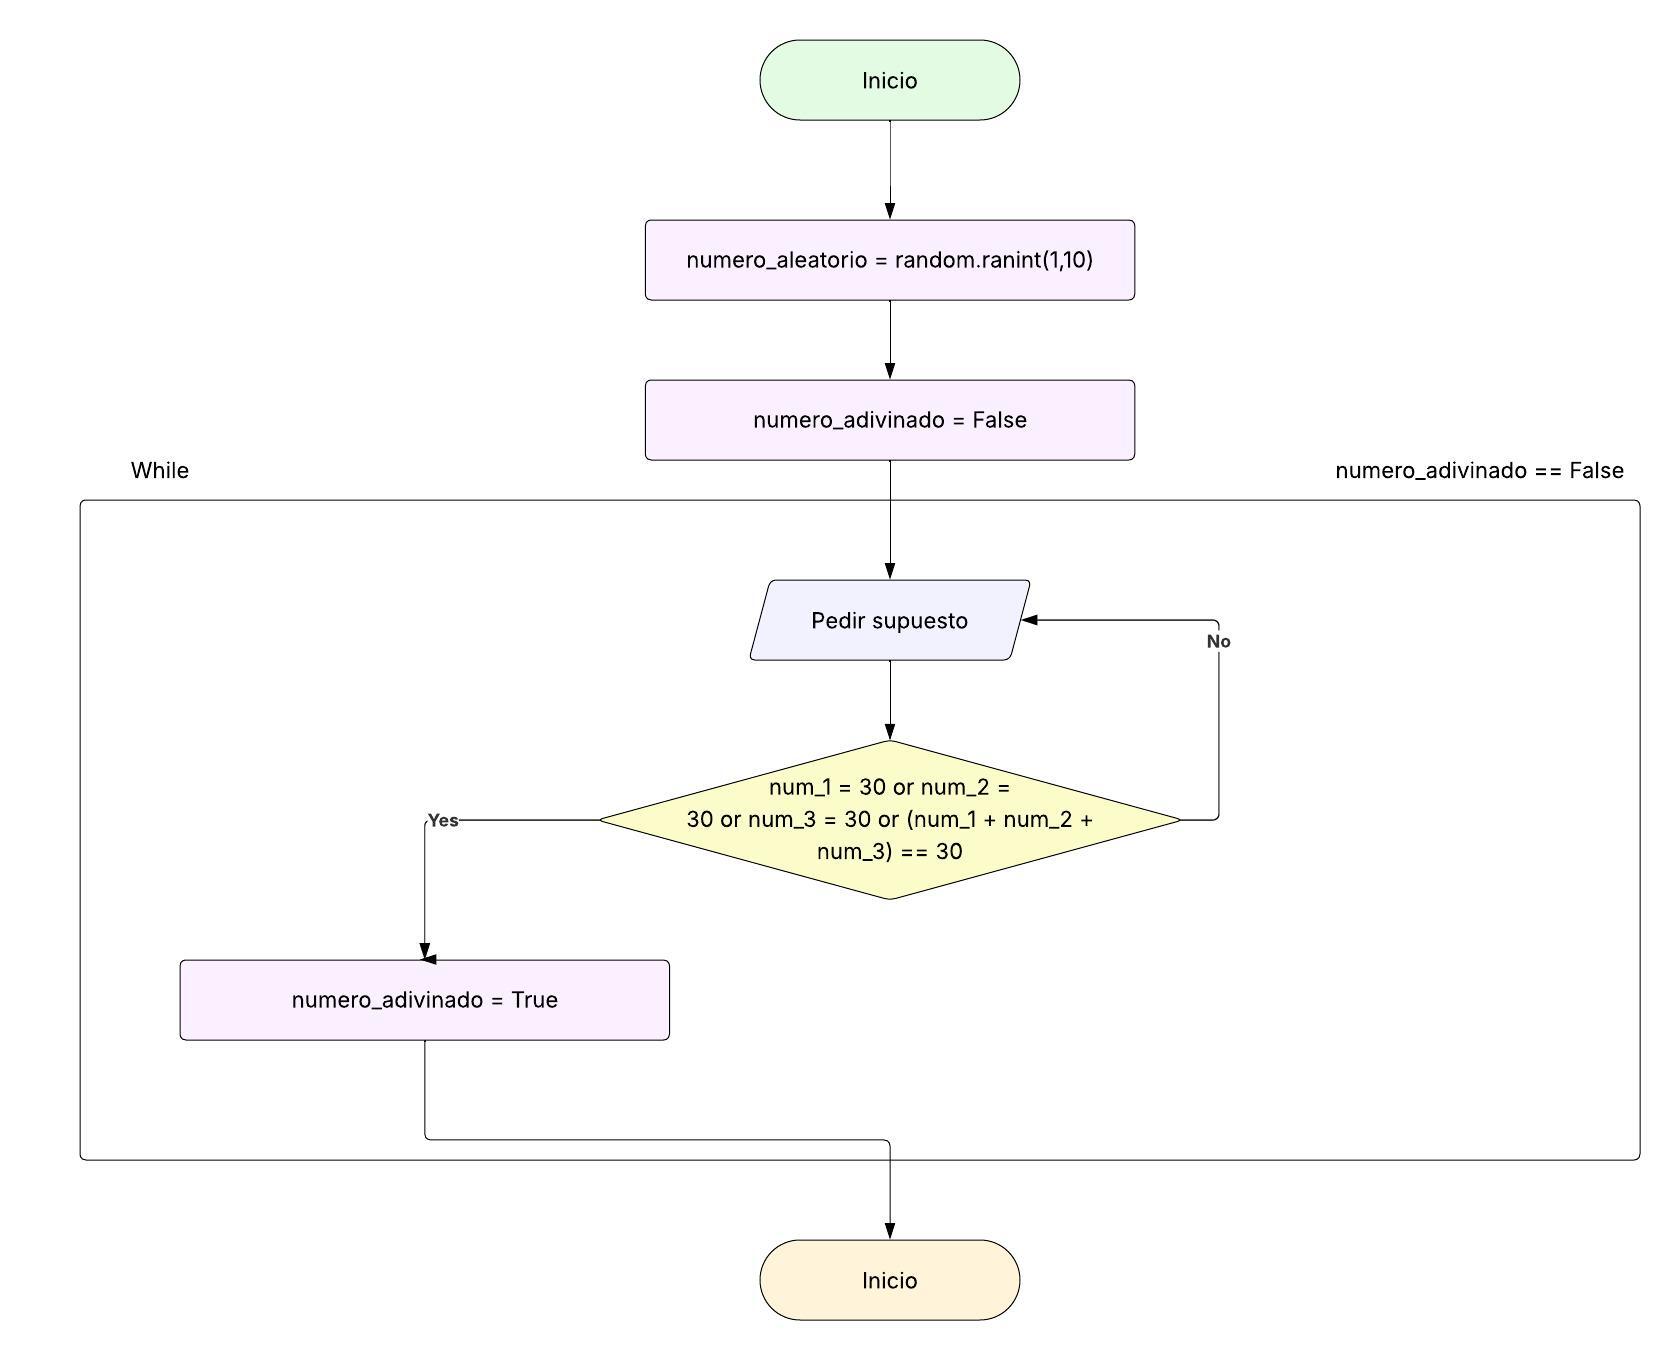 Inicio
numero_aleatorio = random.ranint(1,10)
numero_adivinado = False
While
numero_adivinado == False
Pedir supuesto
No
num_1 = 30 or num_2 =
30 or num_3 = 30 or (num_1 + num_2 +
num_3) == 30
Yes
numero_adivinado = True
Inicio